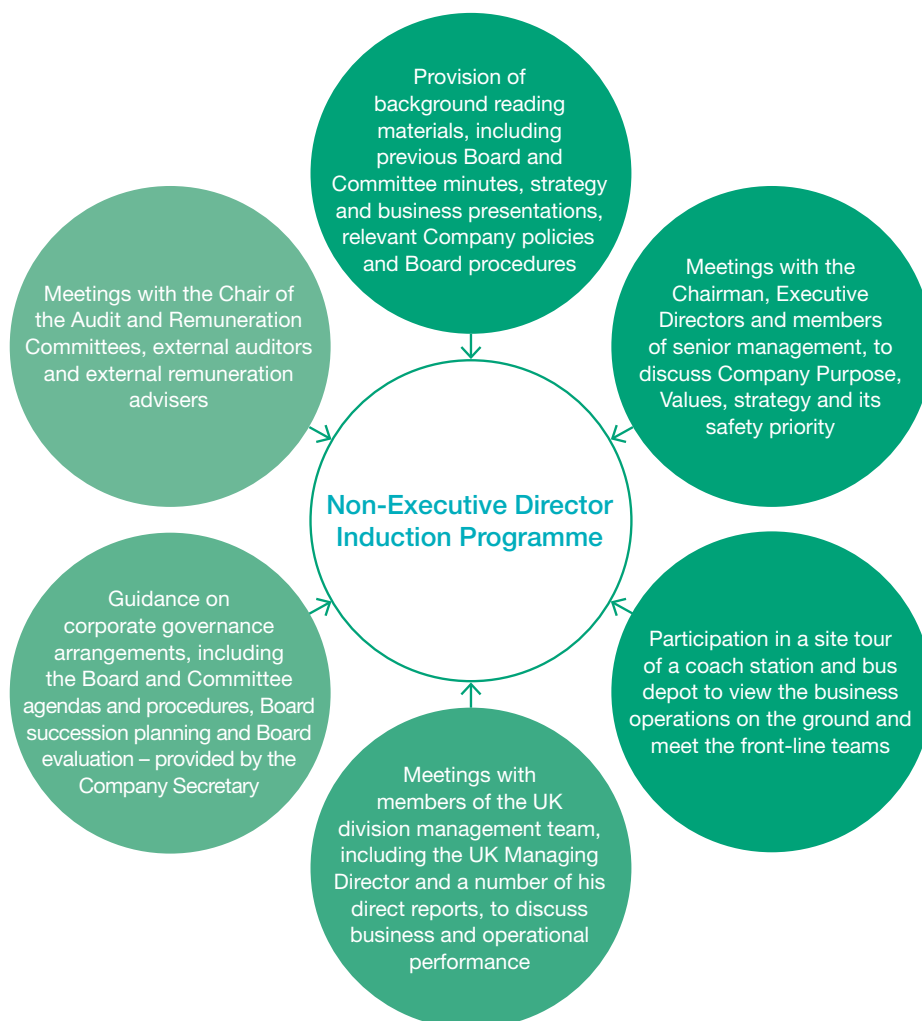 Provision of
background reading
materials, including
previous Board and
Committee minutes, strategy
and business presentations,
relevant Company policies
and Board procedures
Meetings with the
Chairman, Executive
Directors and members
of senior management, to
discuss Company Purpose,
Values, strategy and its
safety priority
Participation in a site tour
of a coach station and bus
depot to view the business
operations on the ground and
meet the front-line teams
Meetings with
members of the UK
division management team,
including the UK Managing
Director and a number of his
direct reports, to discuss
business and operational
performance
Guidance on
corporate governance
arrangements, including
the Board and Committee
agendas and procedures, Board
succession planning and Board
evaluation – provided by the
Company Secretary
Meetings with the Chair of
the Audit and Remuneration
Committees, external auditors
and external remuneration
advisers
Non-Executive Director
Induction Programme